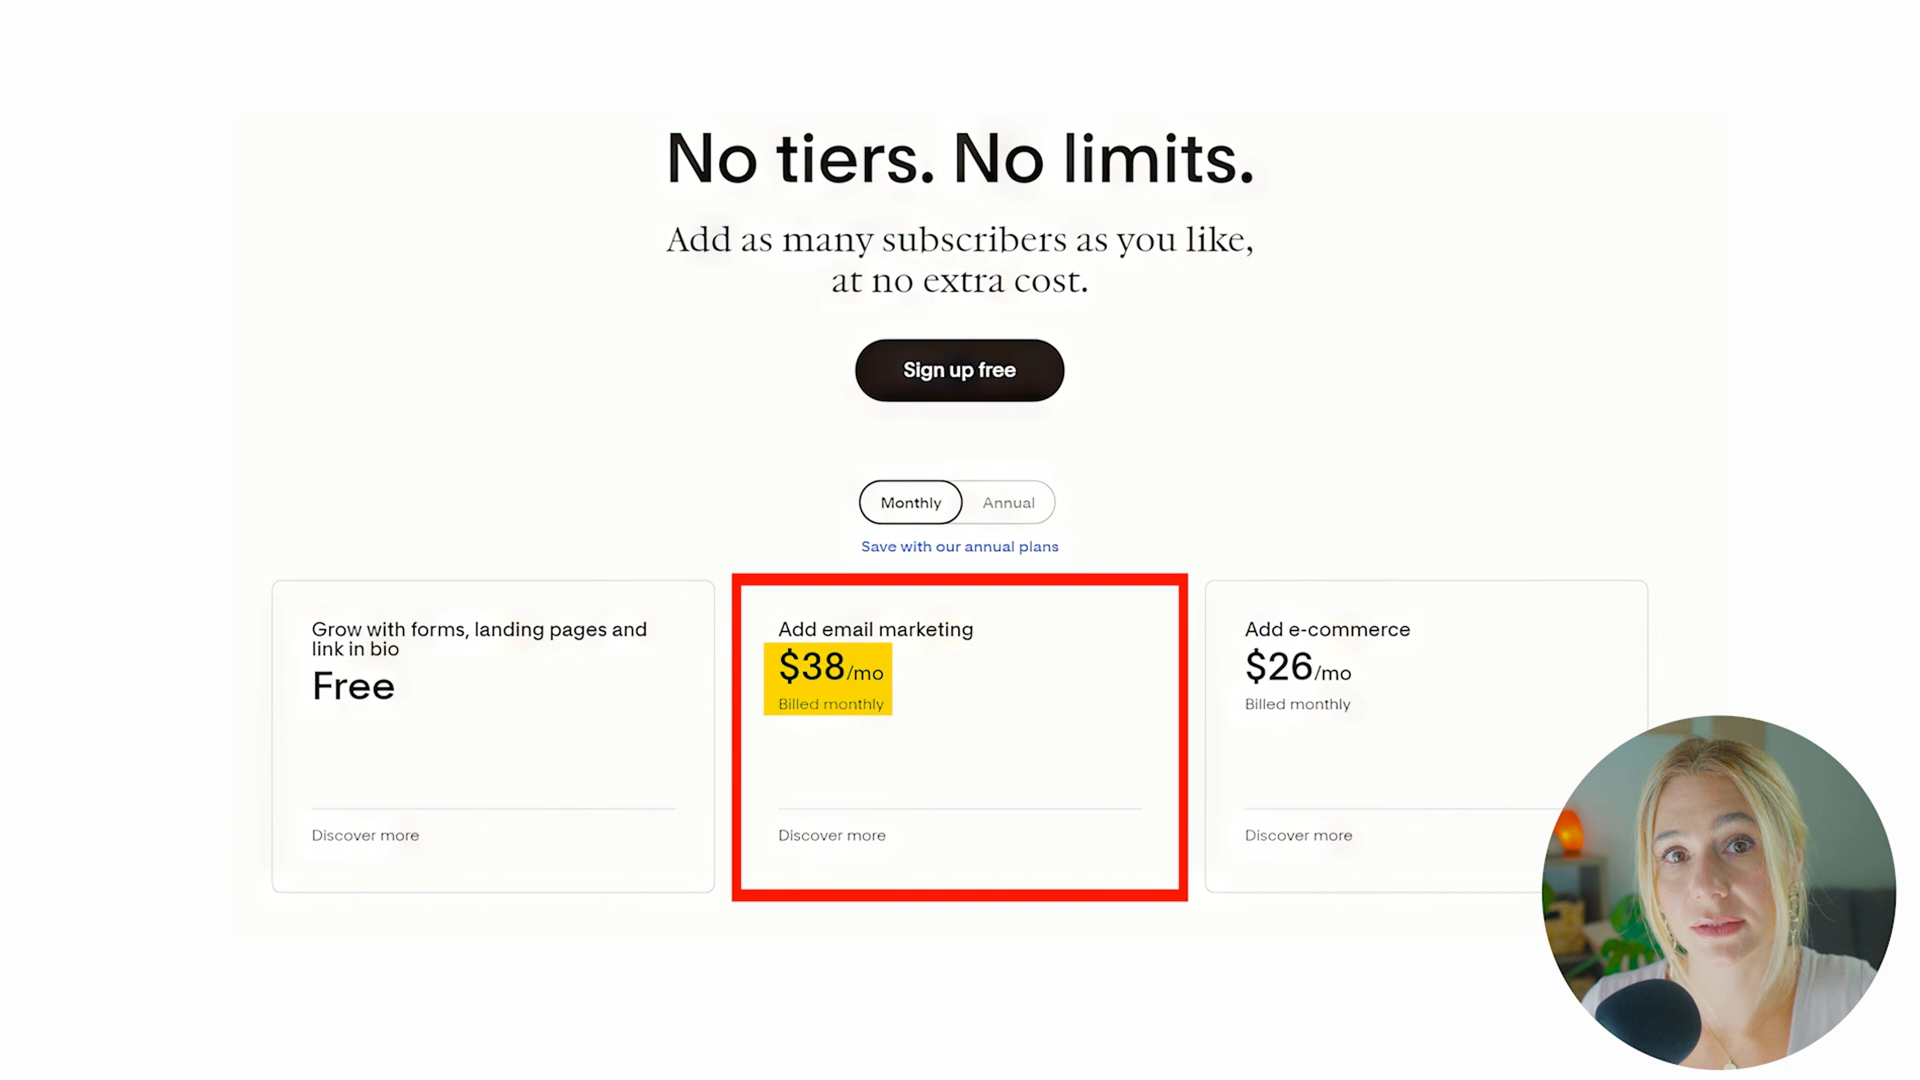 No tiers. No limits.
Add as many subscribers as you like,
at no extra cost.
Sign up free
Monthly
Annual
Save with our annual plans
Grow with forms, landing pages and
link in bio
Free
Discover more
Add email marketing
$38/mo
Billed monthly
Discover more
Add e-commerce
$26/mo
Billed monthly
Discover more